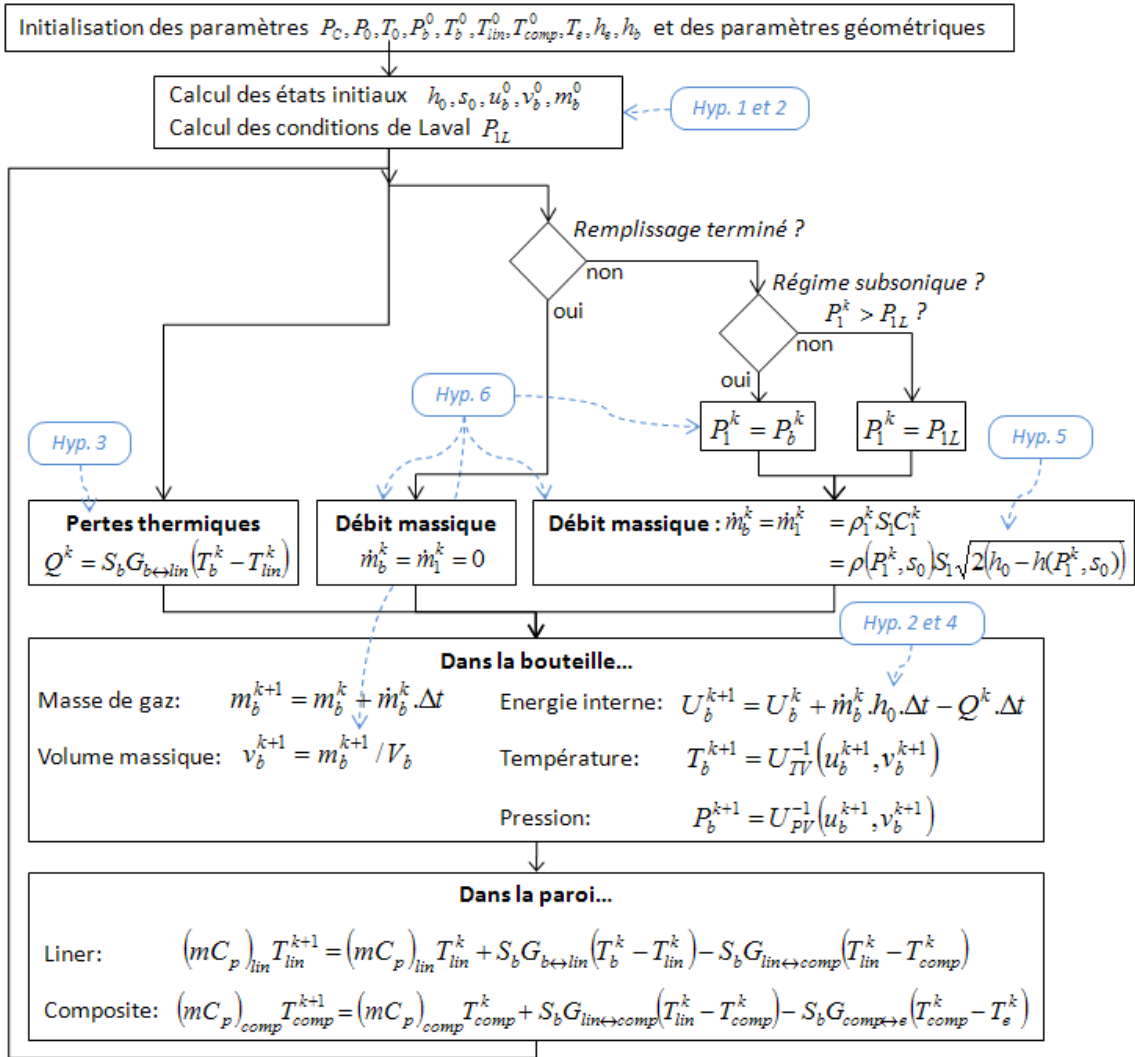 Initialisation des paramètres P_C, P_0, T_0, P_b^0, T_b^0, T_lin^0, T_comp^0, T_e, h_e, h_b et des paramètres géométriques
Calcul des états initiaux h_0, s_0, u_b^0, v_b^0, m_b^0
Calcul des conditions de Laval P_1L
Hyp. 1 et 2
Remplissage terminé ?
non
oui
Régime subsonique ?
P_1^k > P_1L ?
non
oui
Hyp. 6
Hyp. 3
Hyp. 5
P_1^k = P_b^k
P_1^k = P_1L
Pertes thermiques
Q^k = S_b G_b↔lin (T_b^k − T_lin^k)
Débit massique
ṁ_b^k = ṁ_1^k = 0
Débit massique : ṁ_b^k = ṁ_1^k = ρ_1^k S_1 C_1^k
= ρ(P_1^k, s_0) S_1 √2(h_0 − h(P_1^k, s_0))
Hyp. 2 et 4
Dans la bouteille...
Masse de gaz: m_b^k+1 = m_b^k + ṁ_b^k.Δt
Energie interne: U_b^k+1 = U_b^k + ṁ_b^k.h_0.Δt − Q^k.Δt
Volume massique: v_b^k+1 = m_b^k+1 / V_b
Température: T_b^k+1 = U_TV^-1 (u_b^k+1, v_b^k+1)
Pression: P_b^k+1 = U_PV^-1 (u_b^k+1, v_b^k+1)
Dans la paroi...
Liner: (mC_p)_lin T_lin^k+1 = (mC_p)_lin T_lin^k + S_b G_b↔lin (T_b^k − T_lin^k) − S_b G_lin↔comp (T_lin^k − T_comp^k)
Composite: (mC_p)_comp T_comp^k+1 = (mC_p)_comp T_comp^k + S_b G_lin↔comp (T_lin^k − T_comp^k) − S_b G_comp↔e (T_comp^k − T_e^k)